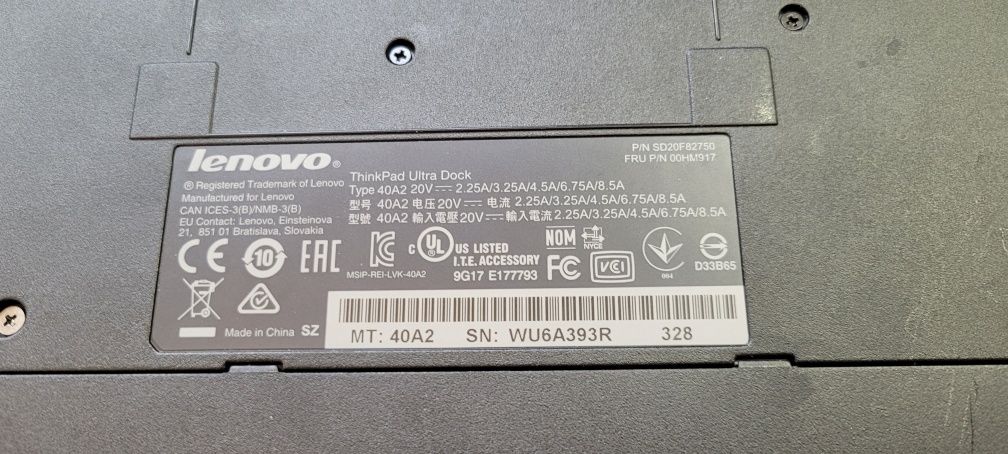 lenovo®
® Registered Trademark of Lenovo
Manufactured for Lenovo
CAN ICES-3(B)/NMB-3(B)
EU Contact: Lenovo, Einsteinova
21, 851 01 Bratislava, Slovakia
P/N SD20F82750
FRU P/N 00HM917
ThinkPad Ultra Dock
Type 40A2 20V⎓ 2.25A/3.25A/4.5A/6.75A/8.5A
型号 40A2 电压 20V⎓ 电流 2.25A/3.25A/4.5A/6.75A/8.5A
型號 40A2 輸入電壓 20V⎓ 輸入電流 2.25A/3.25A/4.5A/6.75A/8.5A
CE
10
EAC
MSIP-REI-LVK-40A2
c UL US LISTED
I.T.E. ACCESSORY
9G17 E177793
NOM
NYCE
FC
VCI
004
D33B65
Made in China SZ
MT: 40A2 SN: WU6A393R 328